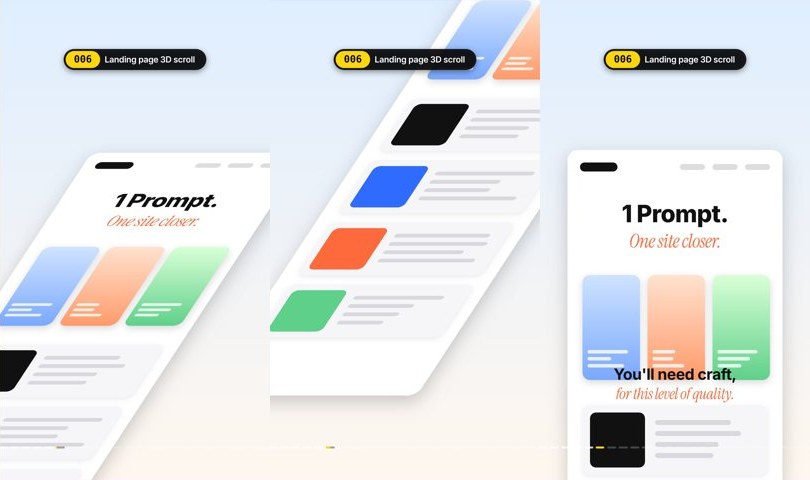 006 Landing page 3D scroll
1 Prompt.
One site closer.
006 Landing page 3D scroll
006 Landing page 3D scroll
1 Prompt.
One site closer.
You'll need craft,
for this level of quality.